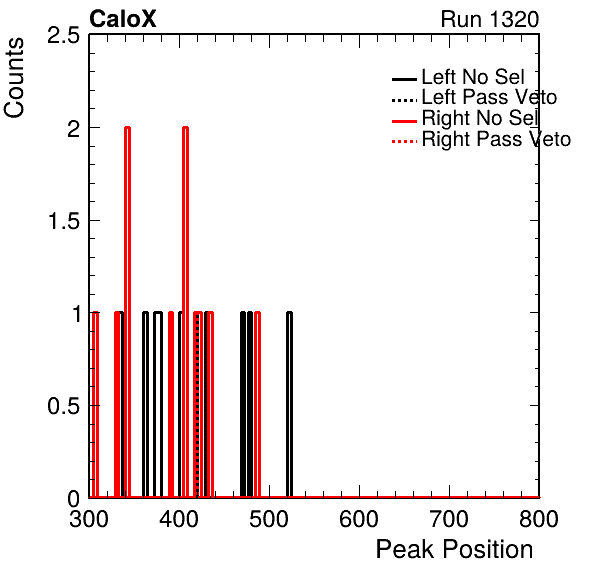 CaloX Run 1320
Counts
2.5
2
1.5
1
0.5
0
Left No Sel
Left Pass Veto
Right No Sel
Right Pass Veto
300 400 500 600 700 800
Peak Position